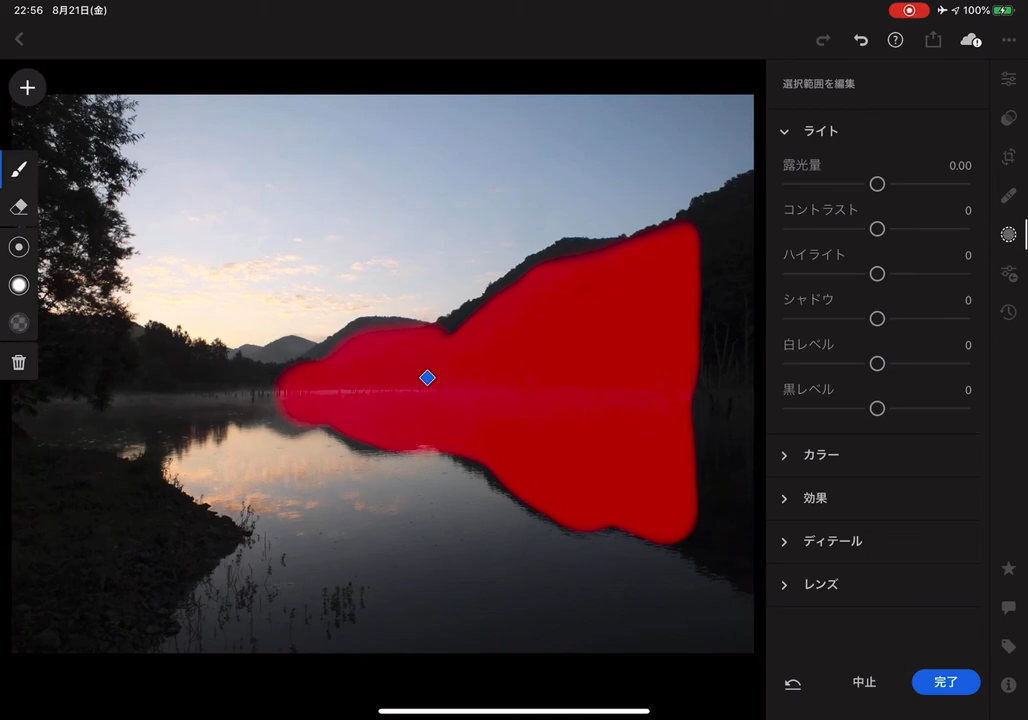 22:56 8月21日(金)
100%
選択範囲を編集
ライト
露光量 0.00
コントラスト 0
ハイライト 0
シャドウ 0
白レベル 0
黒レベル 0
カラー
効果
ディテール
レンズ
中止 完了